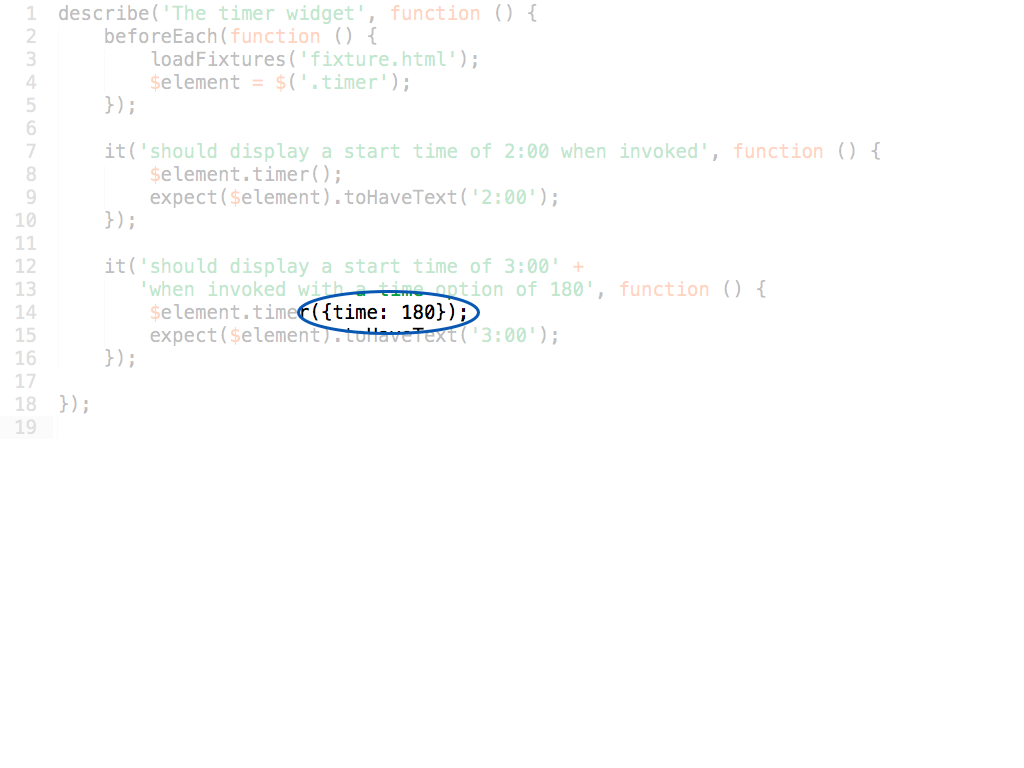 1 describe('The timer widget', function () {
2     beforeEach(function () {
3         loadFixtures('fixture.html');
4         $element = $('.timer');
5     });
6
7     it('should display a start time of 2:00 when invoked', function () {
8         $element.timer();
9         expect($element).toHaveText('2:00');
10     });
11
12     it('should display a start time of 3:00' +
13        'when invoked with a time option of 180', function () {
14         $element.timer({time: 180});
15         expect($element).toHaveText('3:00');
16     });
17
18 });
19